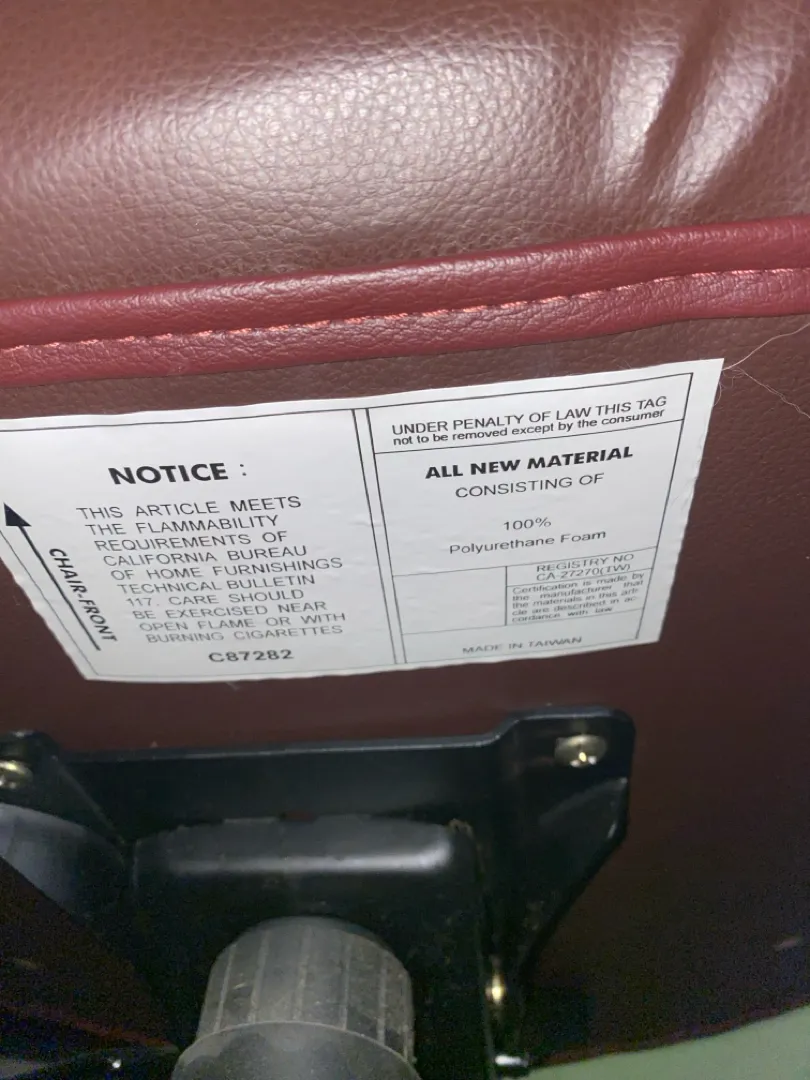 NOTICE :
THIS ARTICLE MEETS
THE FLAMMABILITY
REQUIREMENTS OF
CALIFORNIA BUREAU
OF HOME FURNISHINGS
TECHNICAL BULLETIN
117. CARE SHOULD
BE EXERCISED NEAR
OPEN FLAME OR WITH
BURNING CIGARETTES
C87282
CHAIR-FRONT
UNDER PENALTY OF LAW THIS TAG
not to be removed except by the consumer
ALL NEW MATERIAL
CONSISTING OF
100%
Polyurethane Foam
REGISTRY NO
CA-27270(TW)
Certification is made by
the manufacturer that
the materials in this arti-
cle are described in ac-
cordance with law
MADE IN TAIWAN